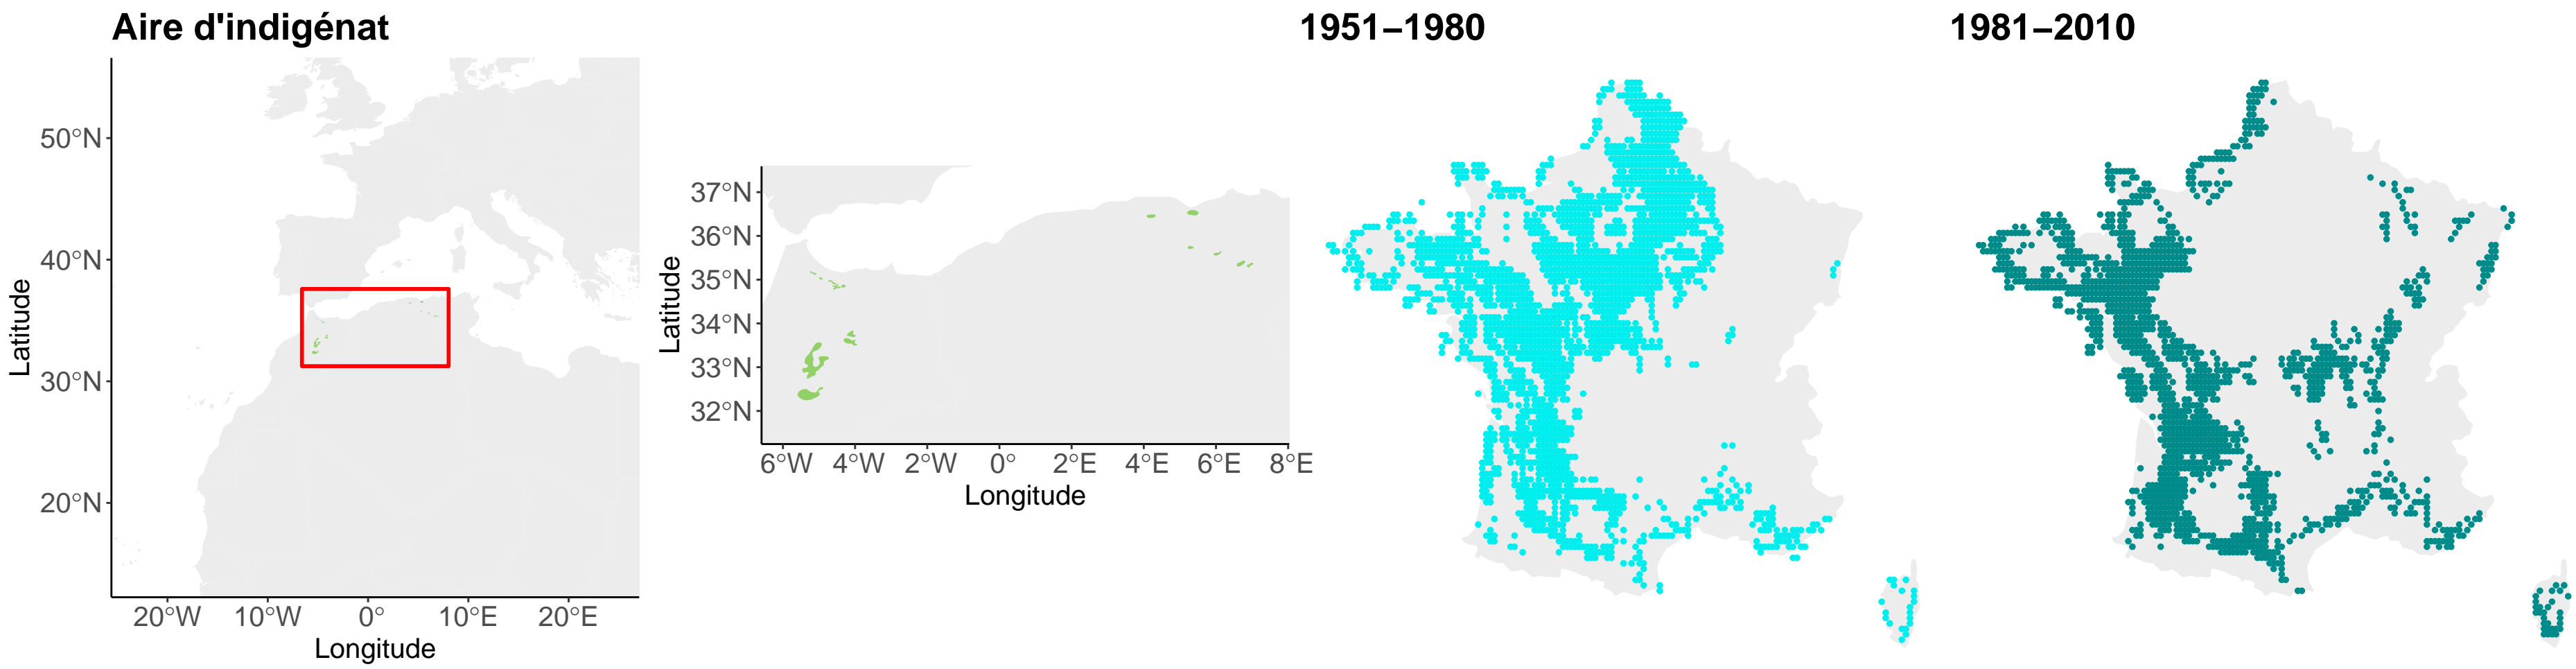 Aire d'indigénat
1951–1980
1981–2010
50°N
40°N
30°N
20°N
Latitude
20°W 10°W 0° 10°E 20°E
Longitude
37°N
36°N
35°N
34°N
33°N
32°N
Latitude
6°W 4°W 2°W 0° 2°E 4°E 6°E 8°E
Longitude